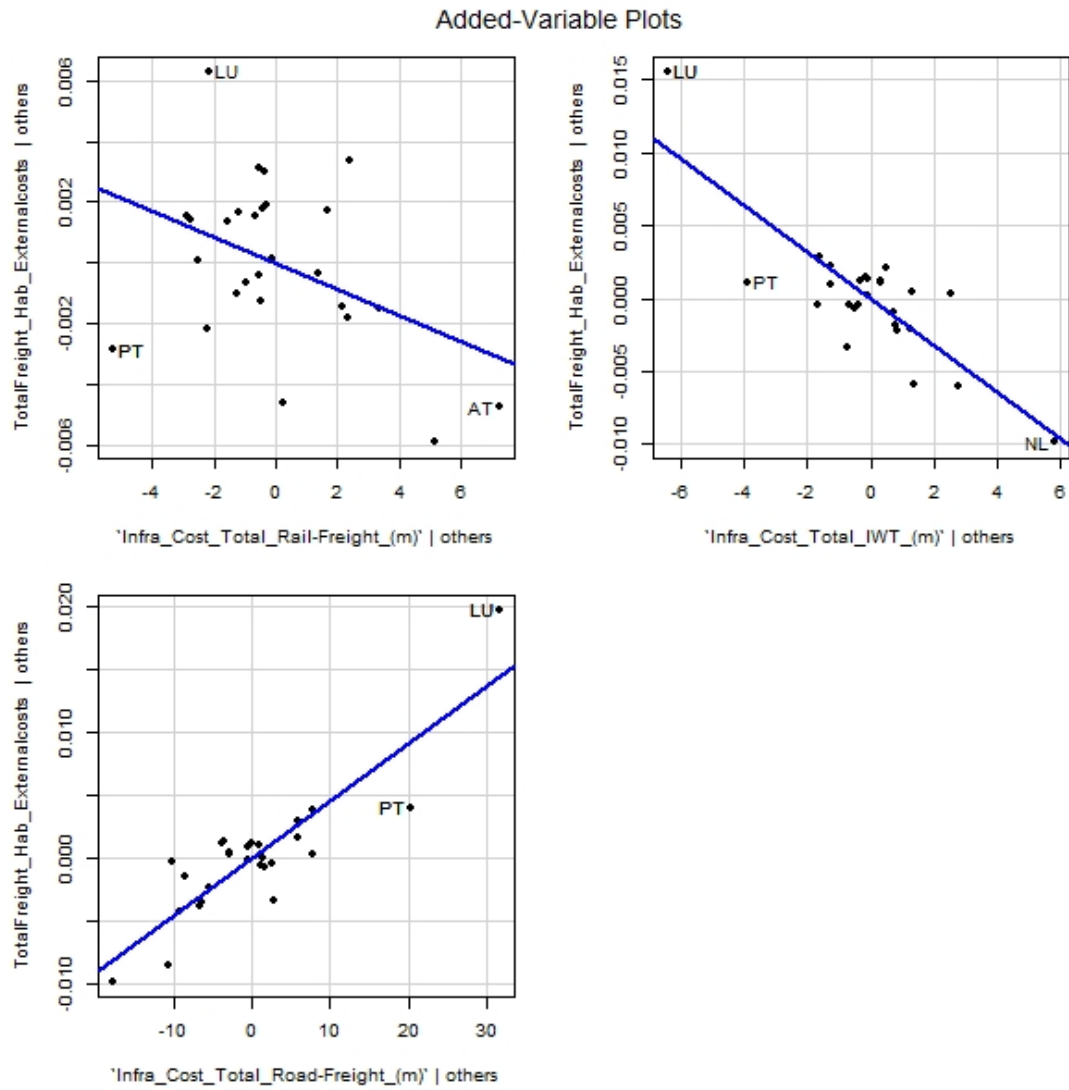 Added-Variable Plots
TotalFreight_Hab_Externalcosts | others
0.006
0.002
-0.002
-0.006
LU
PT
AT
-4 -2 0 2 4 6
`Infra_Cost_Total_Rail-Freight_(m)` | others
TotalFreight_Hab_Externalcosts | others
0.015
0.010
0.005
0.000
-0.005
-0.010
LU
PT
NL
-6 -4 -2 0 2 4 6
`Infra_Cost_Total_IWT_(m)` | others
TotalFreight_Hab_Externalcosts | others
0.020
0.010
0.000
-0.010
LU
PT
-10 0 10 20 30
`Infra_Cost_Total_Road-Freight_(m)` | others